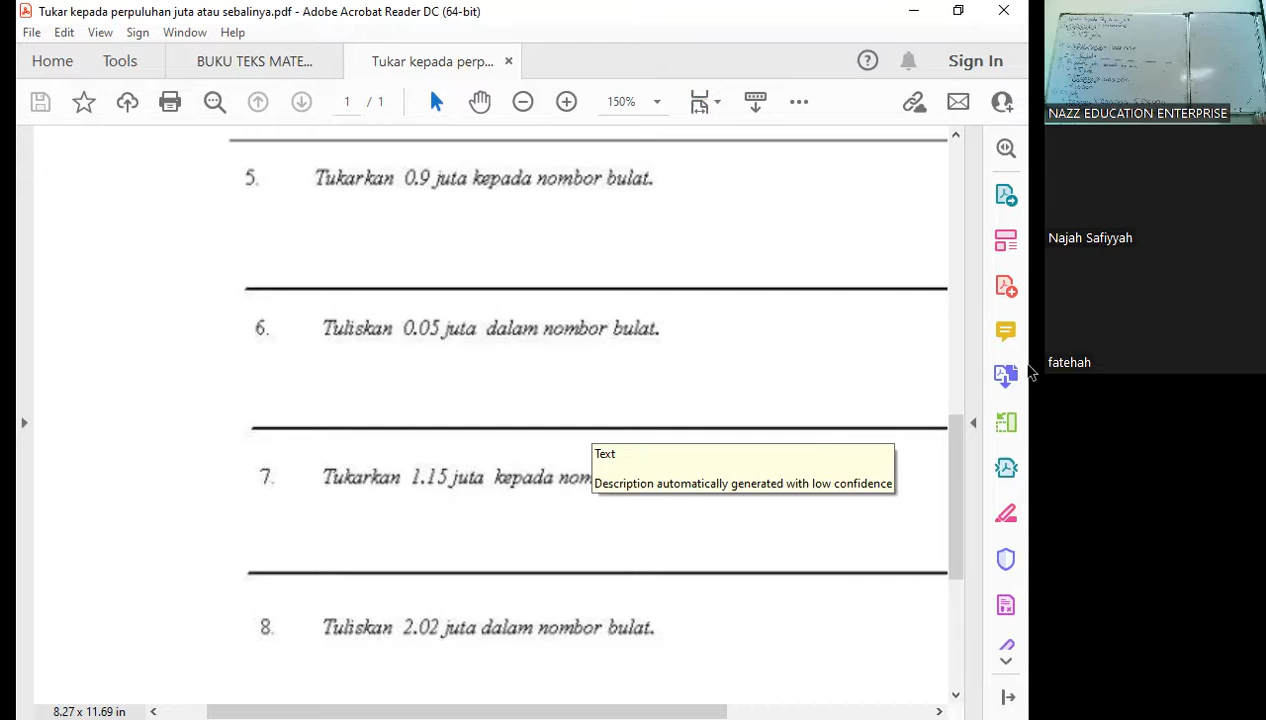 Tukar kepada perpuluhan juta atau sebalinya.pdf - Adobe Acrobat Reader DC (64-bit)
File Edit View Sign Window Help
Home Tools BUKU TEKS MATE... Tukar kepada perp... Sign In
1 / 1 150%
5. Tukarkan 0.9 juta kepada nombor bulat.
6. Tuliskan 0.05 juta dalam nombor bulat.
7. Tukarkan 1.15 juta kepada nom
Text
Description automatically generated with low confidence
8. Tuliskan 2.02 juta dalam nombor bulat.
8.27 x 11.69 in
NAZZ EDUCATION ENTERPRISE
Najah Safiyyah
fatehah